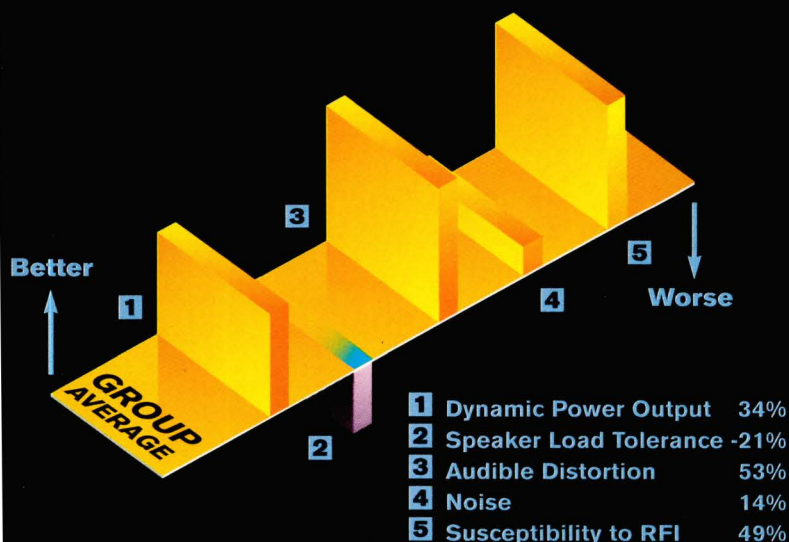 3
Better
1
5
4
Worse
GROUP
AVERAGE
2
1 Dynamic Power Output 34%
2 Speaker Load Tolerance -21%
3 Audible Distortion 53%
4 Noise 14%
5 Susceptibility to RFI 49%